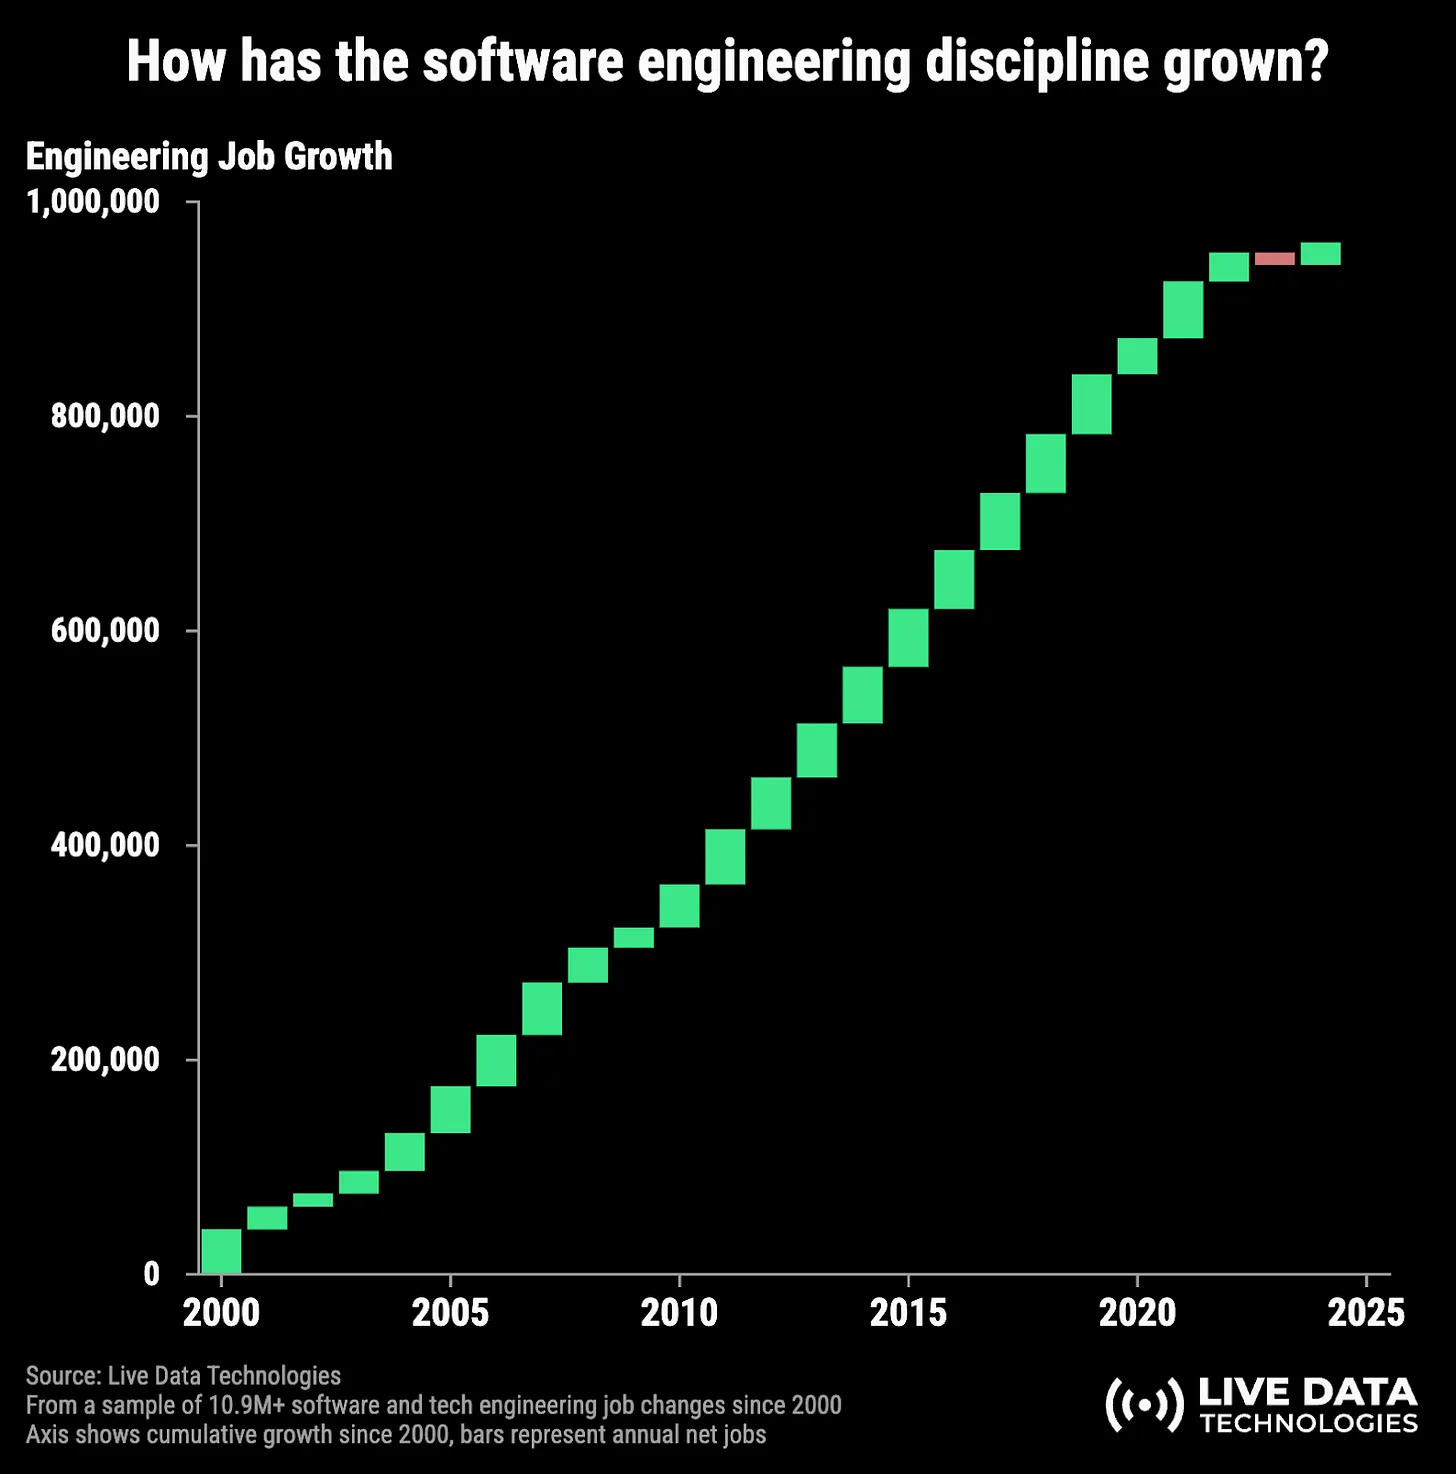 How has the software engineering discipline grown?
Engineering Job Growth
1,000,000
800,000
600,000
400,000
200,000
0
2000 2005 2010 2015 2020 2025
Source: Live Data Technologies
From a sample of 10.9M+ software and tech engineering job changes since 2000
Axis shows cumulative growth since 2000, bars represent annual net jobs
LIVE DATA
TECHNOLOGIES